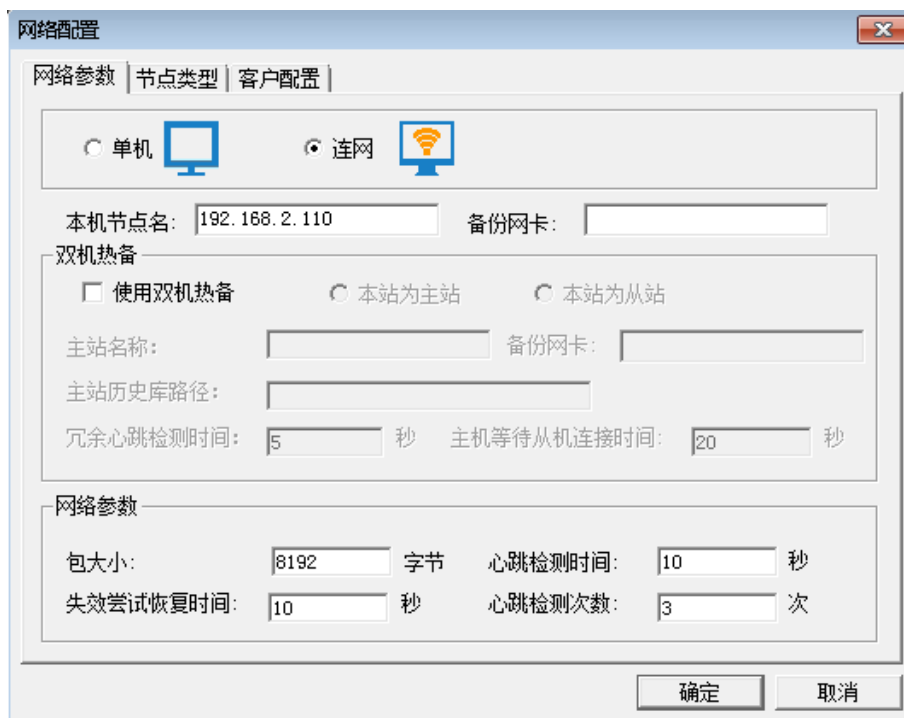 网络配置
网络参数 节点类型 客户配置
单机 连网
本机节点名: 192.168.2.110 备份网卡:
双机热备
使用双机热备 本站为主站 本站为从站
主站名称: 备份网卡:
主站历史库路径:
冗余心跳检测时间: 5 秒 主机等待从机连接时间: 20 秒
网络参数
包大小: 8192 字节 心跳检测时间: 10 秒
失效尝试恢复时间: 10 秒 心跳检测次数: 3 次
确定 取消